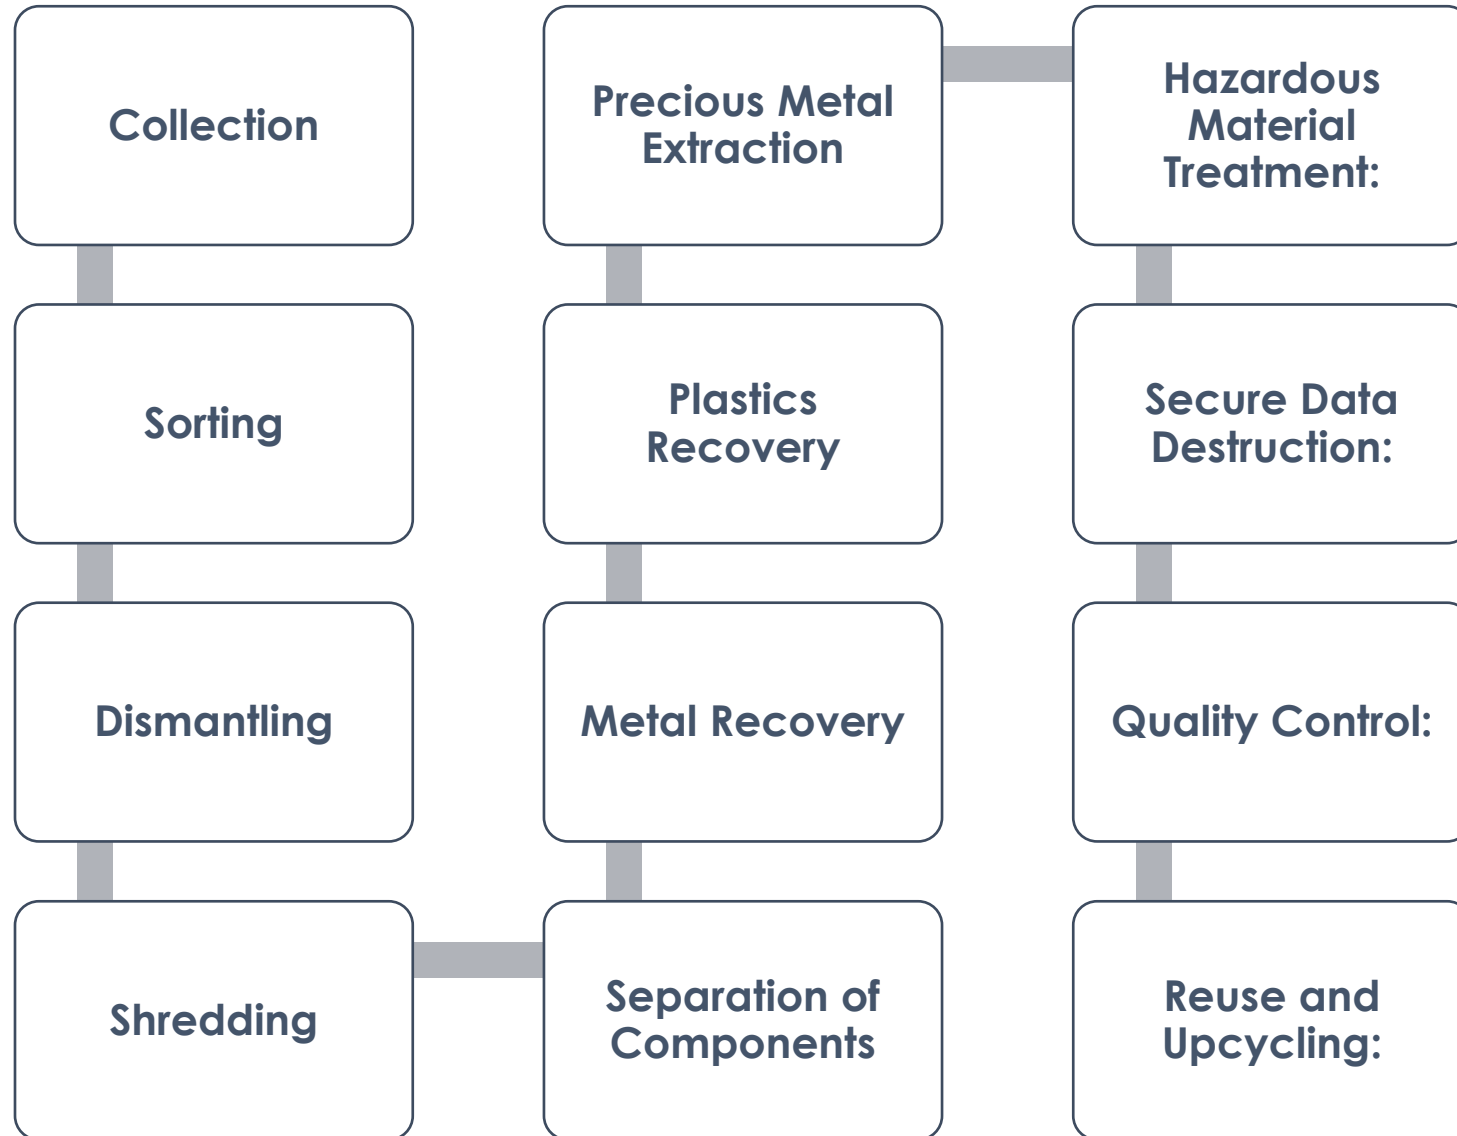 Collection
Sorting
Dismantling
Shredding
Separation of
Components
Metal Recovery
Plastics
Recovery
Precious Metal
Extraction
Hazardous
Material
Treatment:
Secure Data
Destruction:
Quality Control:
Reuse and
Upcycling: